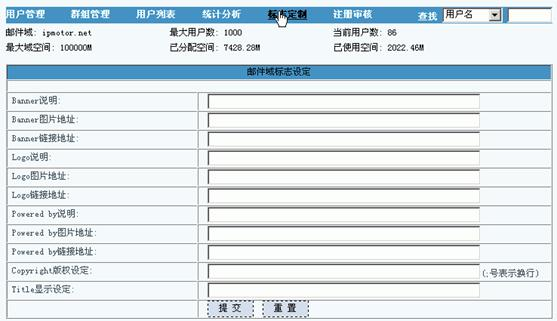 用户管理 群组管理 用户列表 统计分析 标志定制 注册审核 查找 用户名
邮件域: ipmotor.net 最大用户数: 1000 当前用户数: 86
最大域空间: 100000M 已分配空间: 7428.28M 已使用空间: 2022.46M
邮件域标志设定
Banner说明:
Banner图片地址:
Banner链接地址:
Logo说明:
Logo图片地址:
Logo链接地址:
Powered by说明:
Powered by图片地址:
Powered by链接地址:
Copyright版权设定: (;号表示换行)
Title显示设定:
提 交 重 置